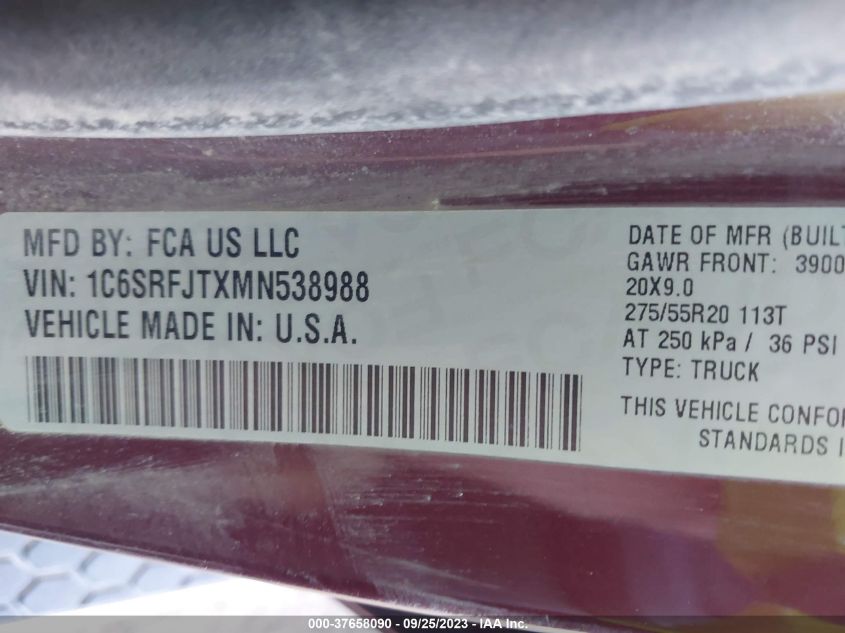 MFD BY: FCA US LLC
VIN: 1C6SRFJTXMN538988
VEHICLE MADE IN: U.S.A.
DATE OF MFR (BUILT
GAWR FRONT: 3900
20X9.0
275/55R20 113T
AT 250 kPa / 36 PSI
TYPE: TRUCK
THIS VEHICLE CONFOR
STANDARDS I
000-37658090 - 09/25/2023 - IAA Inc.